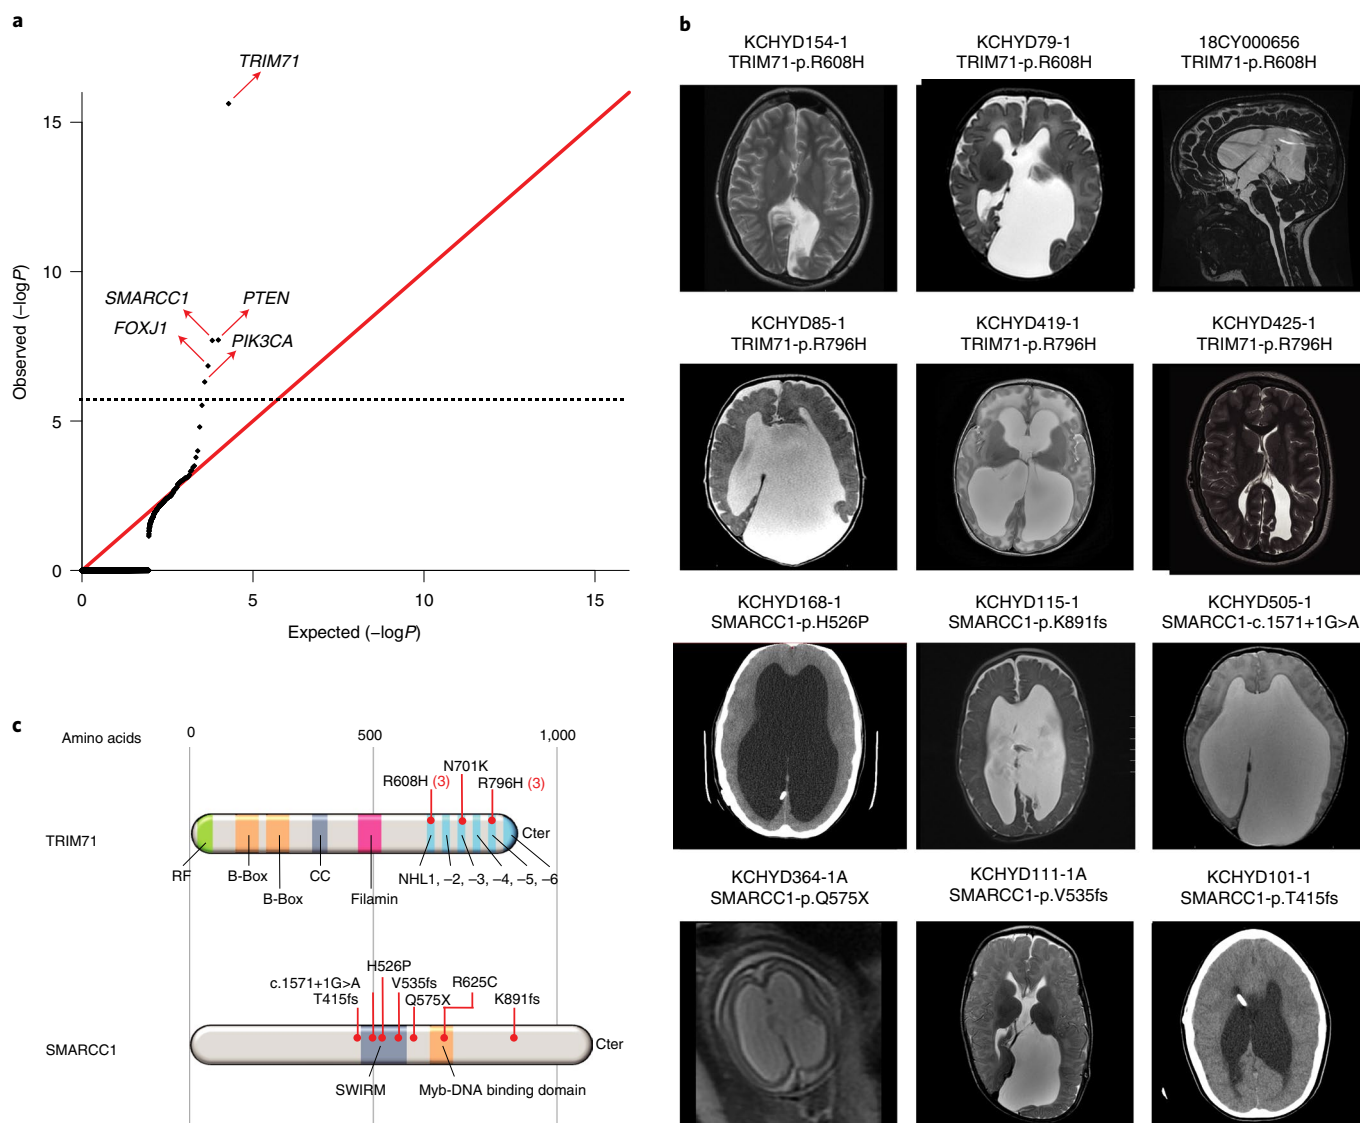 a
TRIM71
15
10
SMARCC1
PTEN
FOXJ1
PIK3CA
5
0
Observed (–logP)
0
5
10
15
Expected (–logP)
b
KCHYD154-1
TRIM71-p.R608H
KCHYD79-1
TRIM71-p.R608H
18CY000656
TRIM71-p.R608H
KCHYD85-1
TRIM71-p.R796H
KCHYD419-1
TRIM71-p.R796H
KCHYD425-1
TRIM71-p.R796H
KCHYD168-1
SMARCC1-p.H526P
KCHYD115-1
SMARCC1-p.K891fs
KCHYD505-1
SMARCC1-c.1571+1G>A
KCHYD364-1A
SMARCC1-p.Q575X
KCHYD111-1A
SMARCC1-p.V535fs
KCHYD101-1
SMARCC1-p.T415fs
c
Amino acids
0
500
1,000
N701K
R608H (3)
R796H (3)
TRIM71
Cter
RF
B-Box
CC
NHL1, –2, –3, –4, –5, –6
B-Box
Filamin
H526P
c.1571+1G>A
V535fs
R625C
T415fs
Q575X
K891fs
SMARCC1
Cter
SWIRM
Myb-DNA binding domain